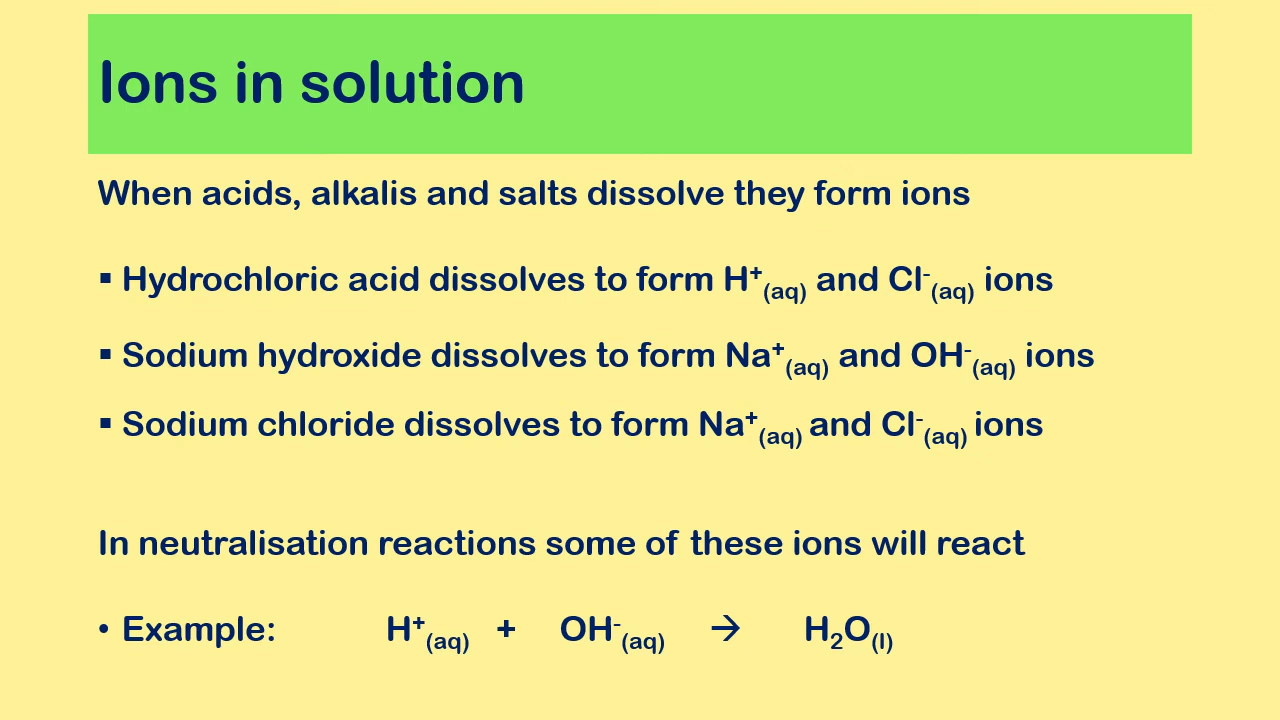 Ions in solution
When acids, alkalis and salts dissolve they form ions
▪ Hydrochloric acid dissolves to form H⁺₍aq₎ and Cl⁻₍aq₎ ions
▪ Sodium hydroxide dissolves to form Na⁺₍aq₎ and OH⁻₍aq₎ ions
▪ Sodium chloride dissolves to form Na⁺₍aq₎ and Cl⁻₍aq₎ ions
In neutralisation reactions some of these ions will react
• Example: H⁺₍aq₎ + OH⁻₍aq₎ → H₂O₍l₎